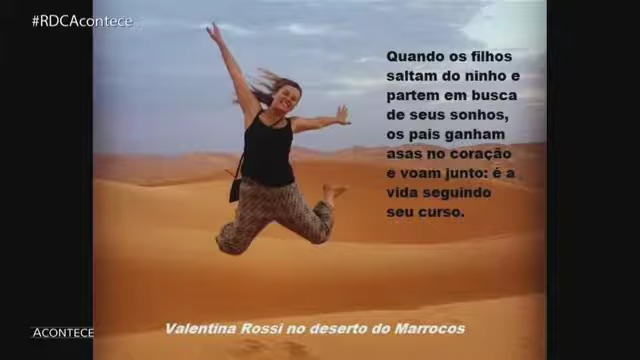 #RDCAcontece
Quando os filhos
saltam do ninho e
partem em busca
de seus sonhos,
os pais ganham
asas no coração
e voam junto: é a
vida seguindo
seu curso.
Valentina Rossi no deserto do Marrocos
ACONTECE